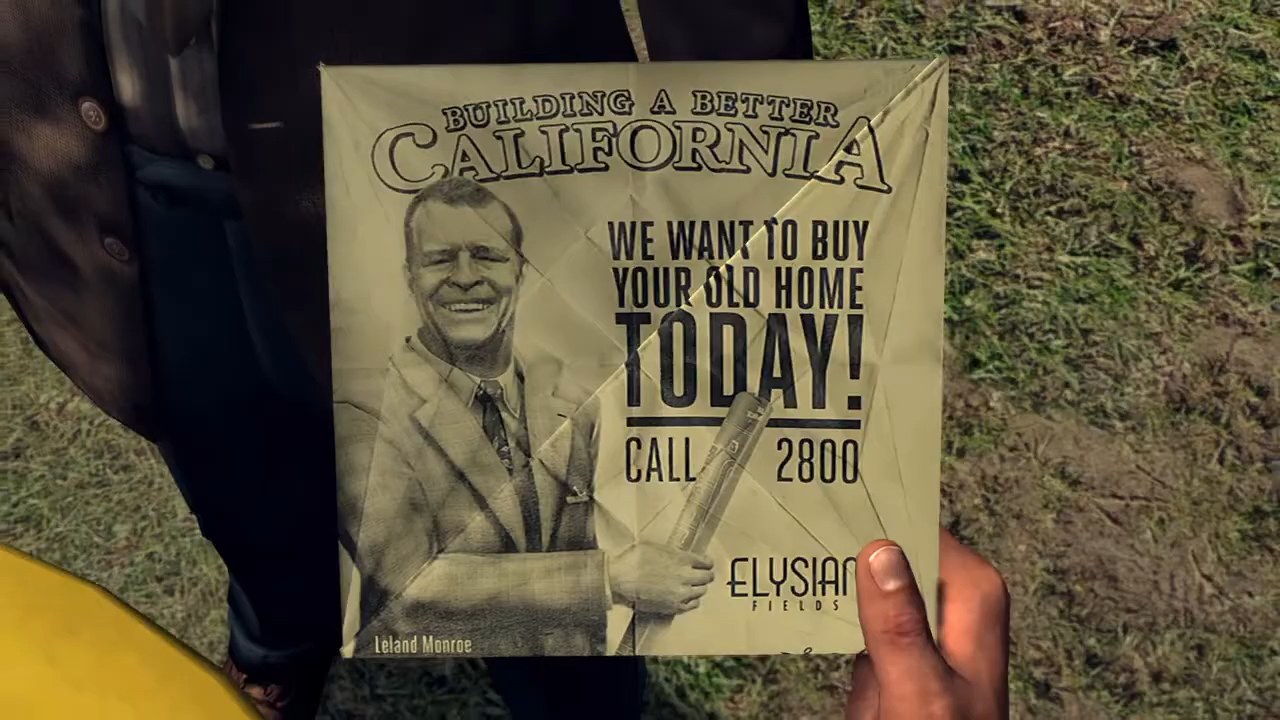 BUILDING A BETTER
CALIFORNIA
WE WANT TO BUY
YOUR OLD HOME
TODAY!
CALL 2800
ELYSIAN
FIELDS
Leland Monroe